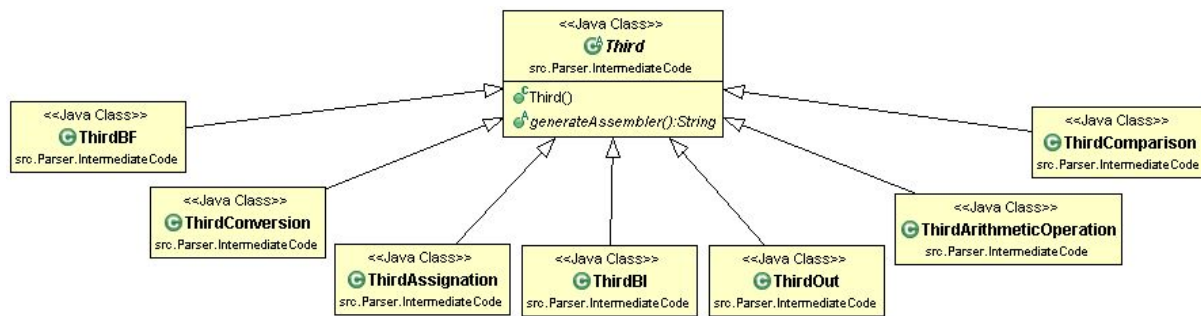 <<Java Class>>
Third
src.Parser.IntermediateCode
Third()
generateAssembler():String
<<Java Class>>
ThirdBF
src.Parser.IntermediateCode
<<Java Class>>
ThirdComparison
src.Parser.IntermediateCode
<<Java Class>>
ThirdConversion
src.Parser.IntermediateCode
<<Java Class>>
ThirdArithmeticOperation
src.Parser.IntermediateCode
<<Java Class>>
ThirdAssignation
src.Parser.IntermediateCode
<<Java Class>>
ThirdBI
src.Parser.IntermediateCode
<<Java Class>>
ThirdOut
src.Parser.IntermediateCode